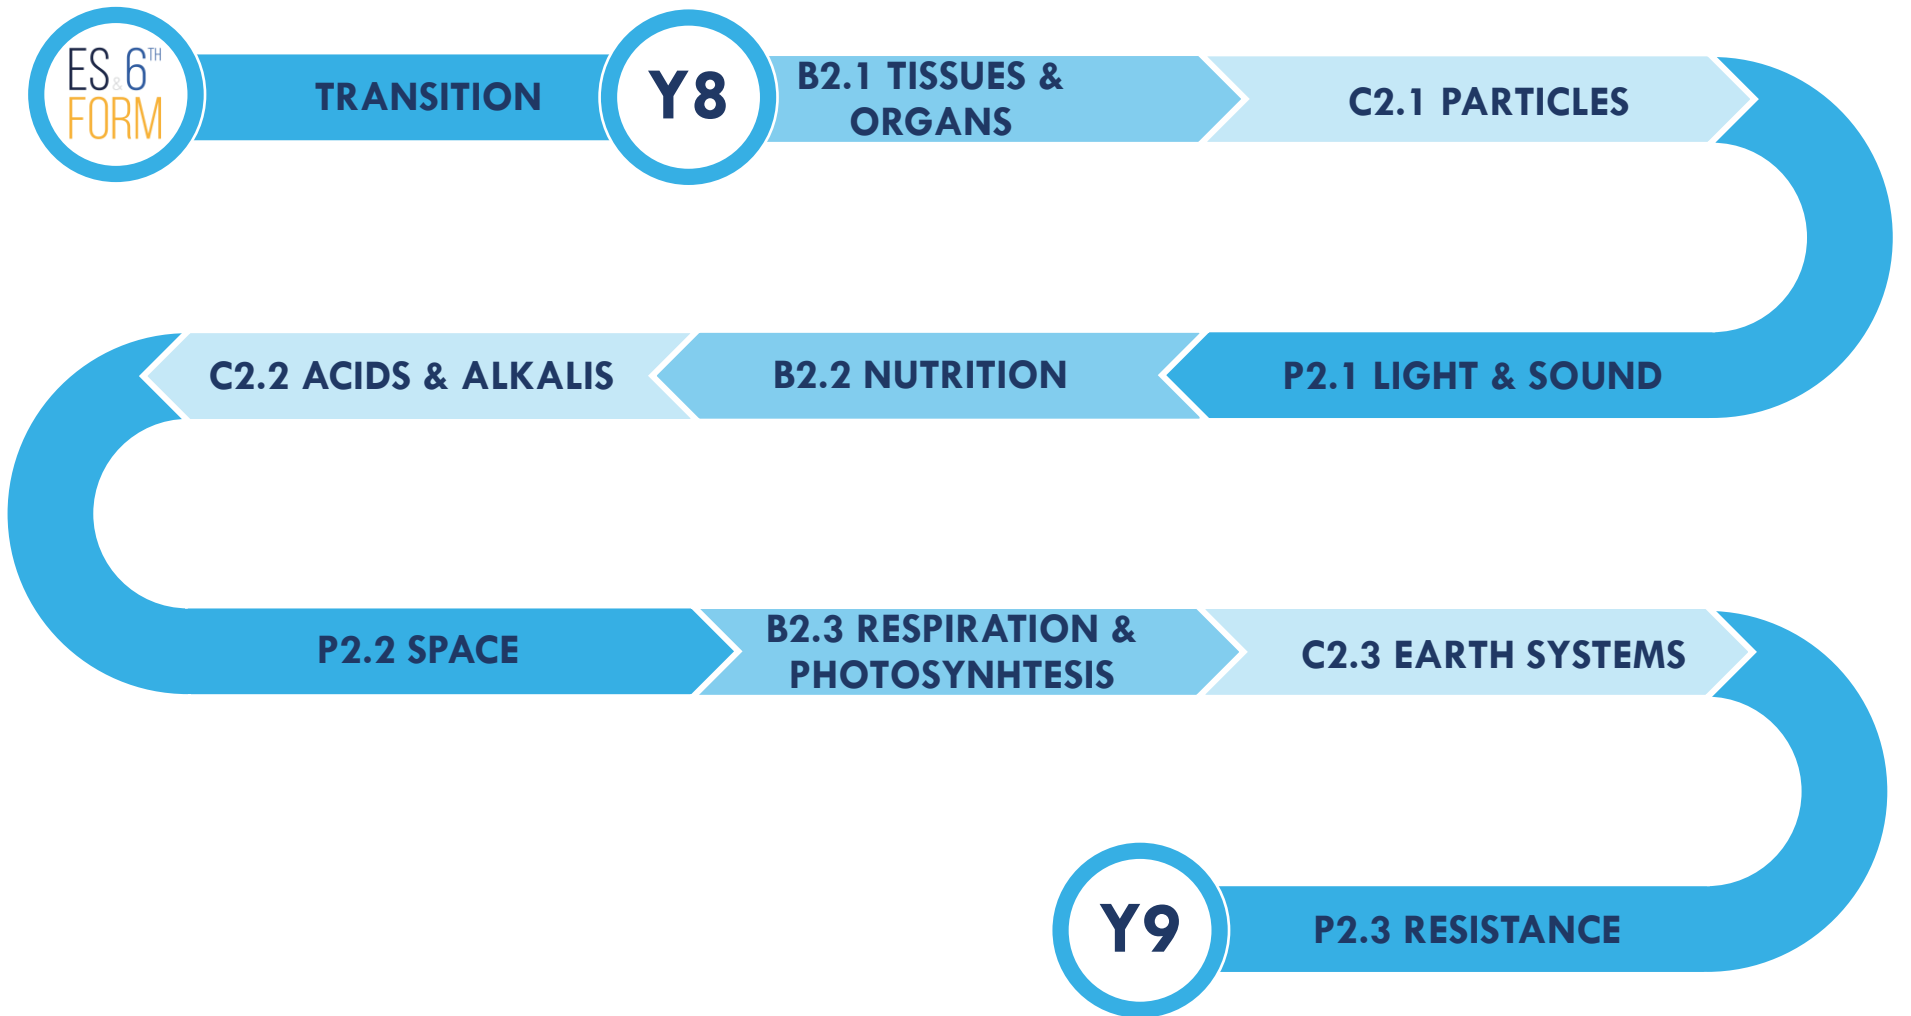 ES & 6TH
FORM
TRANSITION
Y8
B2.1 TISSUES &
ORGANS
C2.1 PARTICLES
P2.1 LIGHT & SOUND
B2.2 NUTRITION
C2.2 ACIDS & ALKALIS
P2.2 SPACE
B2.3 RESPIRATION &
PHOTOSYNHTESIS
C2.3 EARTH SYSTEMS
P2.3 RESISTANCE
Y9